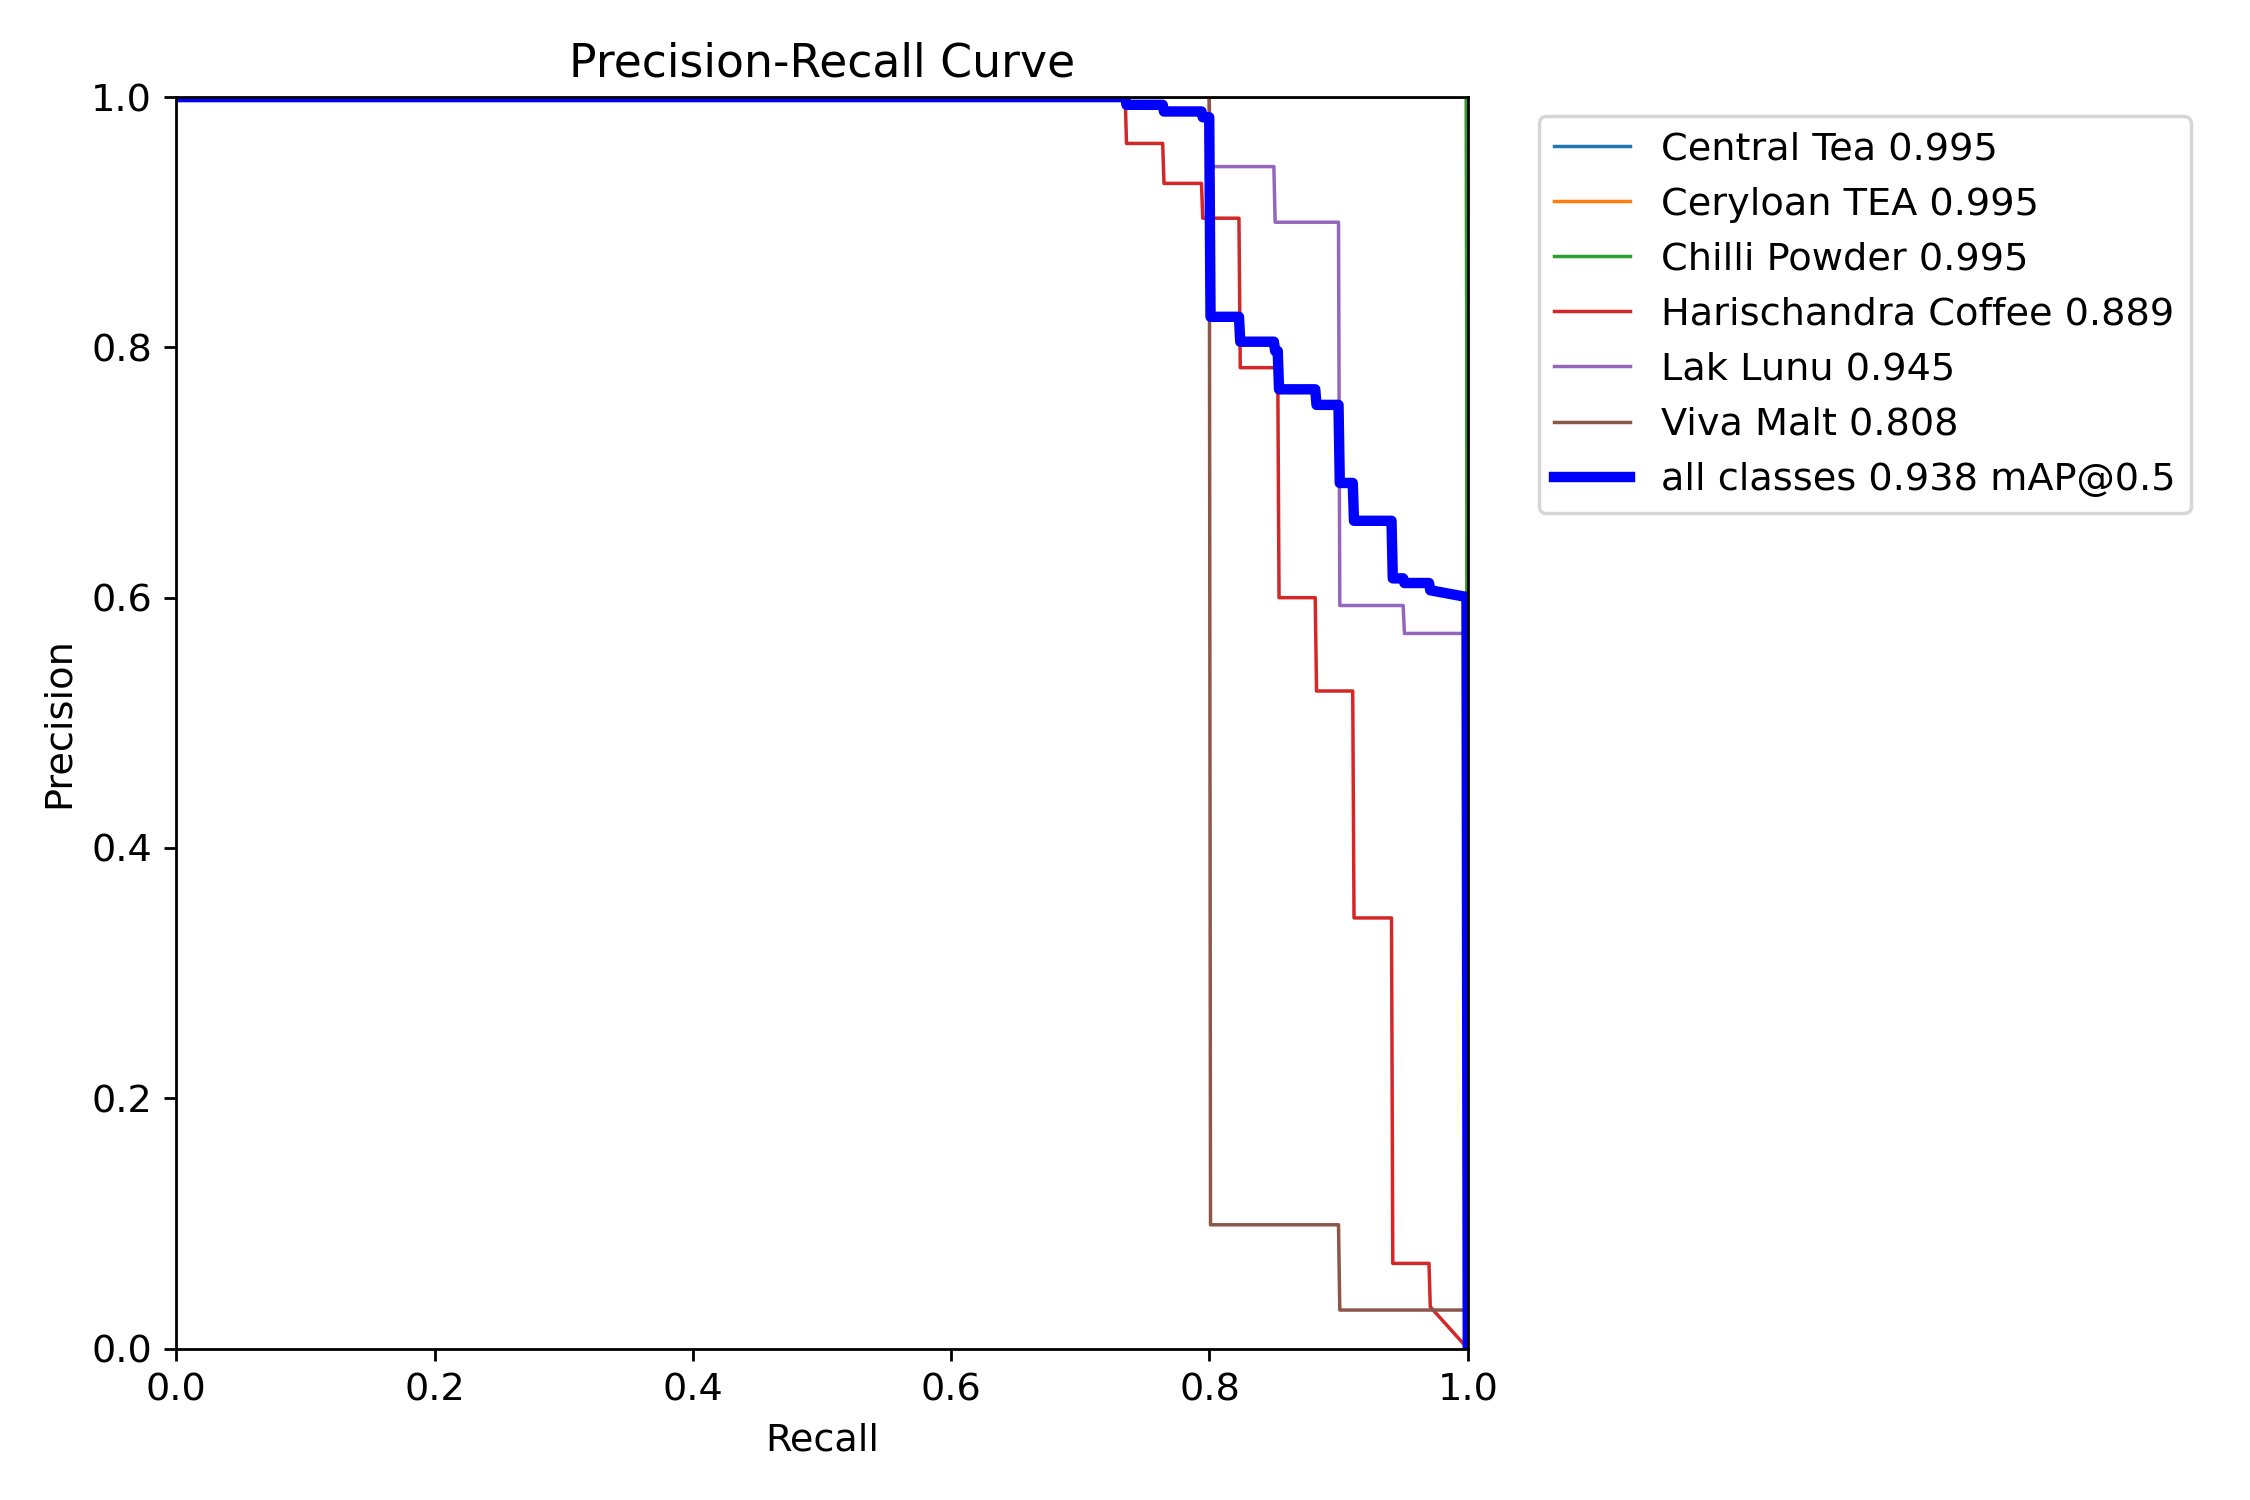 Precision-Recall Curve
1.0
0.8
0.6
0.4
0.2
0.0
Precision
0.0 0.2 0.4 0.6 0.8 1.0
Recall
Central Tea 0.995
Ceryloan TEA 0.995
Chilli Powder 0.995
Harischandra Coffee 0.889
Lak Lunu 0.945
Viva Malt 0.808
all classes 0.938 mAP@0.5